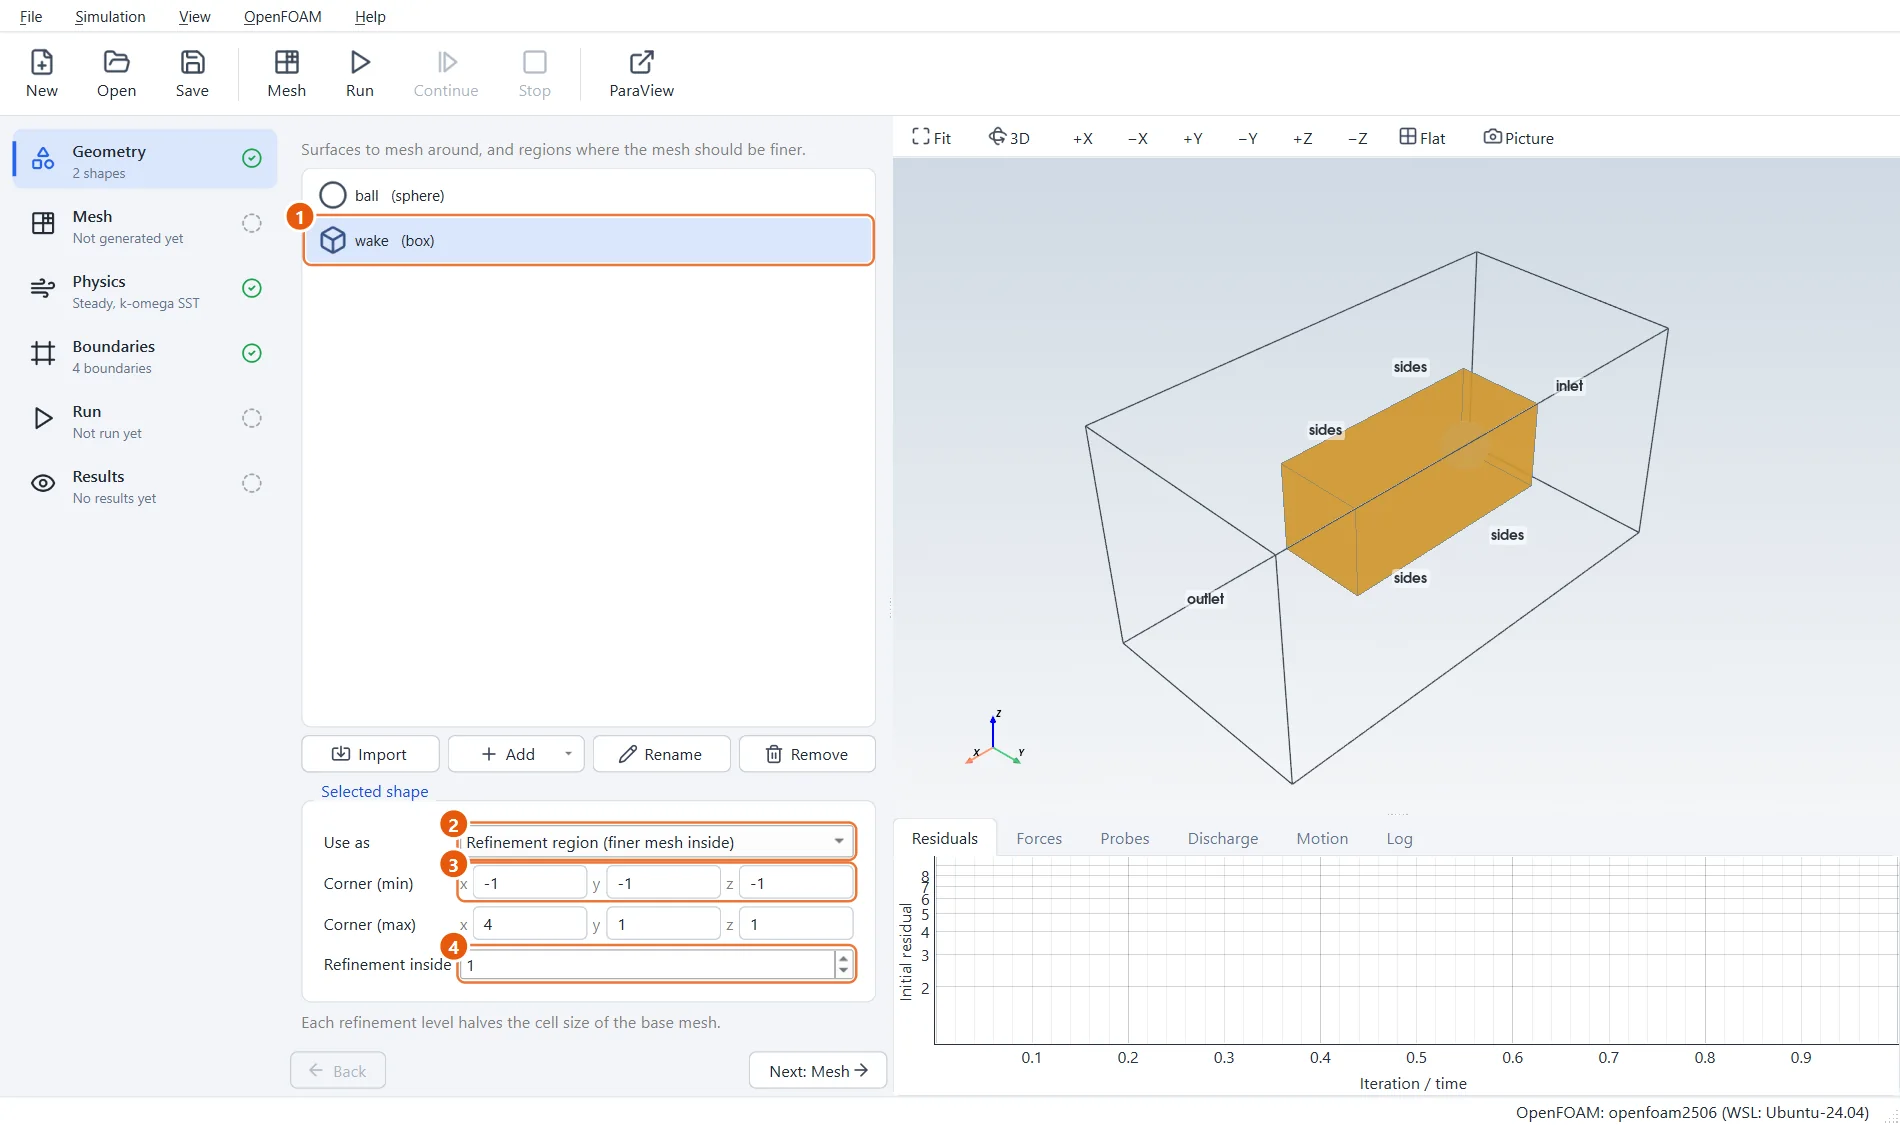 File Simulation View OpenFOAM Help
New Open Save Mesh Run Continue Stop ParaView
Geometry
2 shapes
Mesh
Not generated yet
Physics
Steady, k-omega SST
Boundaries
4 boundaries
Run
Not run yet
Results
No results yet
Surfaces to mesh around, and regions where the mesh should be finer.
ball (sphere)
1
wake (box)
Import Add Rename Remove
Selected shape
2
Use as Refinement region (finer mesh inside)
3
Corner (min) x -1 y -1 z -1
Corner (max) x 4 y 1 z 1
4
Refinement inside 1
Each refinement level halves the cell size of the base mesh.
Back Next: Mesh
Fit 3D +X −X +Y −Y +Z −Z Flat Picture
sides
inlet
sides
sides
sides
outlet
Z
X Y
Residuals Forces Probes Discharge Motion Log
Initial residual
8
7
6
5
4
3
2
0.1 0.2 0.3 0.4 0.5 0.6 0.7 0.8 0.9
Iteration / time
OpenFOAM: openfoam2506 (WSL: Ubuntu-24.04)